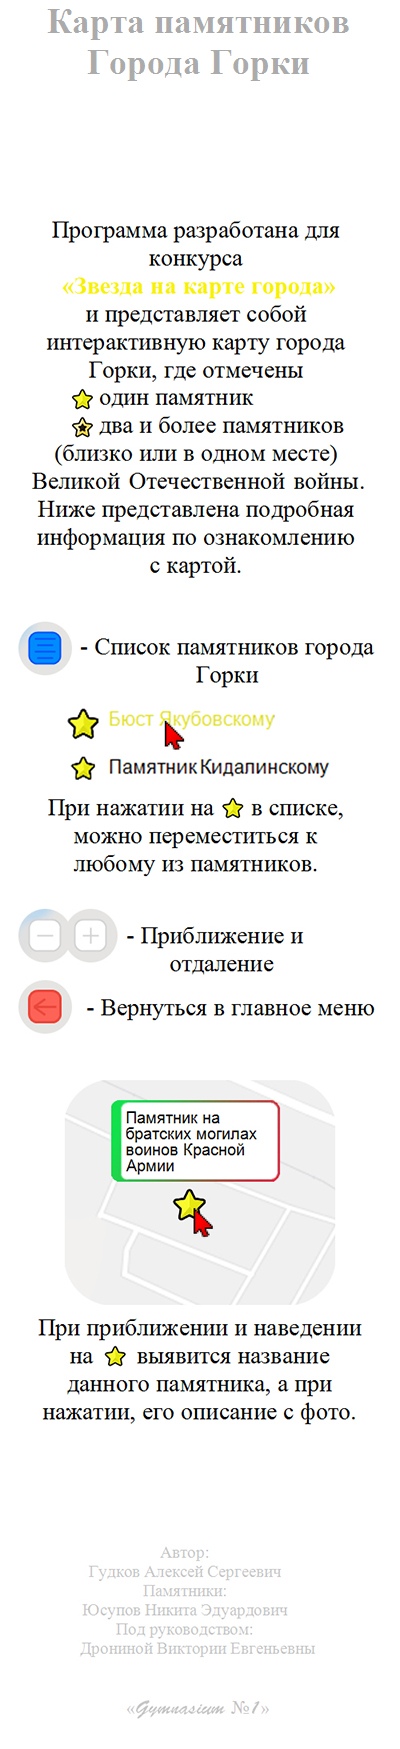 Карта памятников
Города Горки
Программа разработана для
конкурса
«Звезда на карте города»
и представляет собой
интерактивную карту города
Горки, где отмечены
один памятник
два и более памятников
(близко или в одном месте)
Великой Отечественной войны.
Ниже представлена подробная
информация по ознакомлению
с картой.
- Список памятников города
Горки
Бюст Якубовскому
Памятник Кидалинскому
При нажатии на в списке,
можно переместиться к
любому из памятников.
- Приближение и
отдаление
- Вернуться в главное меню
Памятник на
братских могилах
воинов Красной
Армии
При приближении и наведении
на выявится название
данного памятника, а при
нажатии, его описание с фото.
Автор:
Гудков Алексей Сергеевич
Памятники:
Юсупов Никита Эдуардович
Под руководством:
Дрониной Виктории Евгеньевны
«Gymnasium №1»